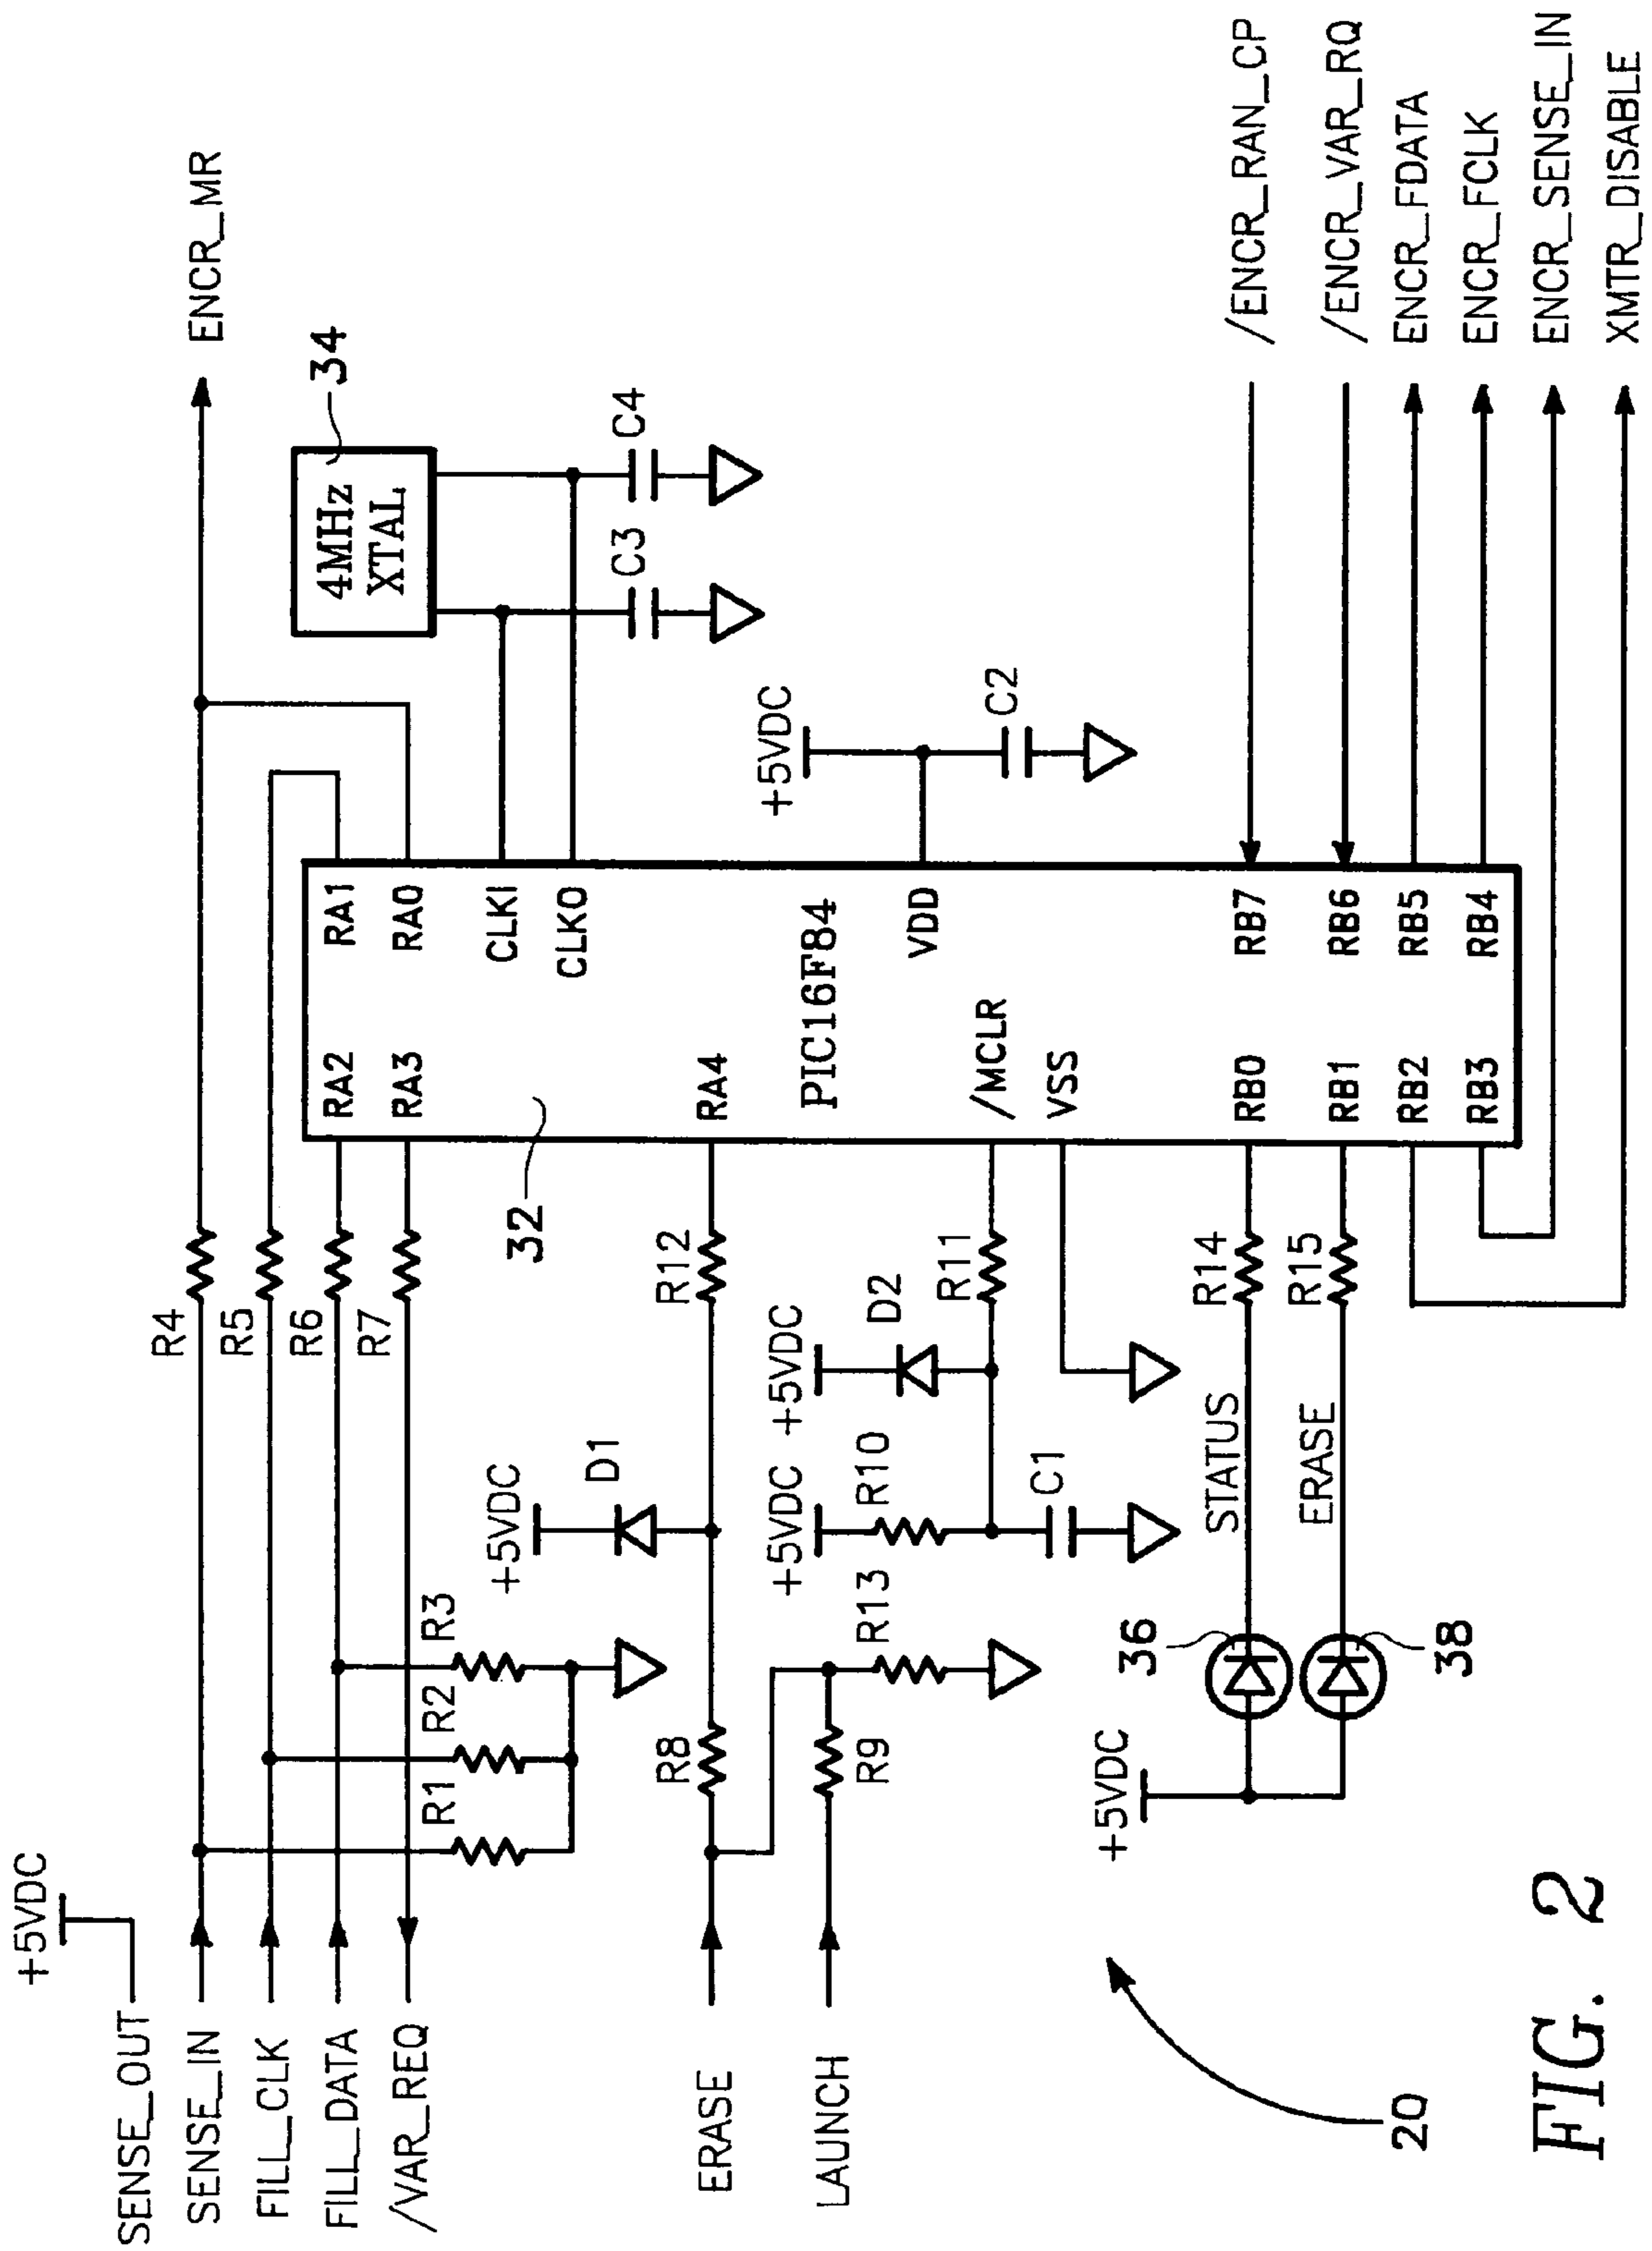 +5VDC
SENSE_OUT
SENSE_IN
FILL_CLK
FILL_DATA
/VAR_REQ
ERASE
LAUNCH
R4
R5
R6
R7
R1
R2
R3
+5VDC
D1
R8
R12
R9
R13
+5VDC
R10
+5VDC
D2
R11
C1
+5VDC
36
38
STATUS
ERASE
R14
R15
32
RA2
RA3
RA4
/MCLR
VSS
RB0
RB1
RB2
RB3
PIC16F84
RA1
RA0
CLKI
CLKO
VDD
RB7
RB6
RB5
RB4
4MHz
XTAL
34
C3
C4
+5VDC
C2
ENCR_MR
/ENCR_RAN_CP
/ENCR_VAR_RQ
ENCR_FDATA
ENCR_FCLK
ENCR_SENSE_IN
XMTR_DISABLE
20
FIG. 2